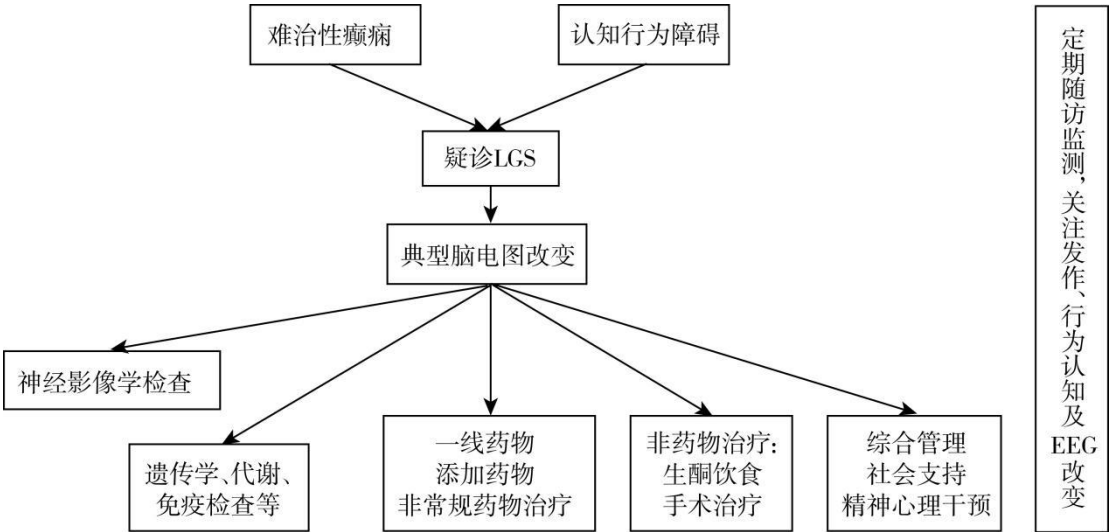 难治性癫痫
认知行为障碍
疑诊LGS
典型脑电图改变
神经影像学检查
遗传学、代谢、
免疫检查等
一线药物
添加药物
非常规药物治疗
非药物治疗：
生酮饮食
手术治疗
综合管理
社会支持
精神心理干预
定期随访监测，关注发作、行为认知及EEG改变